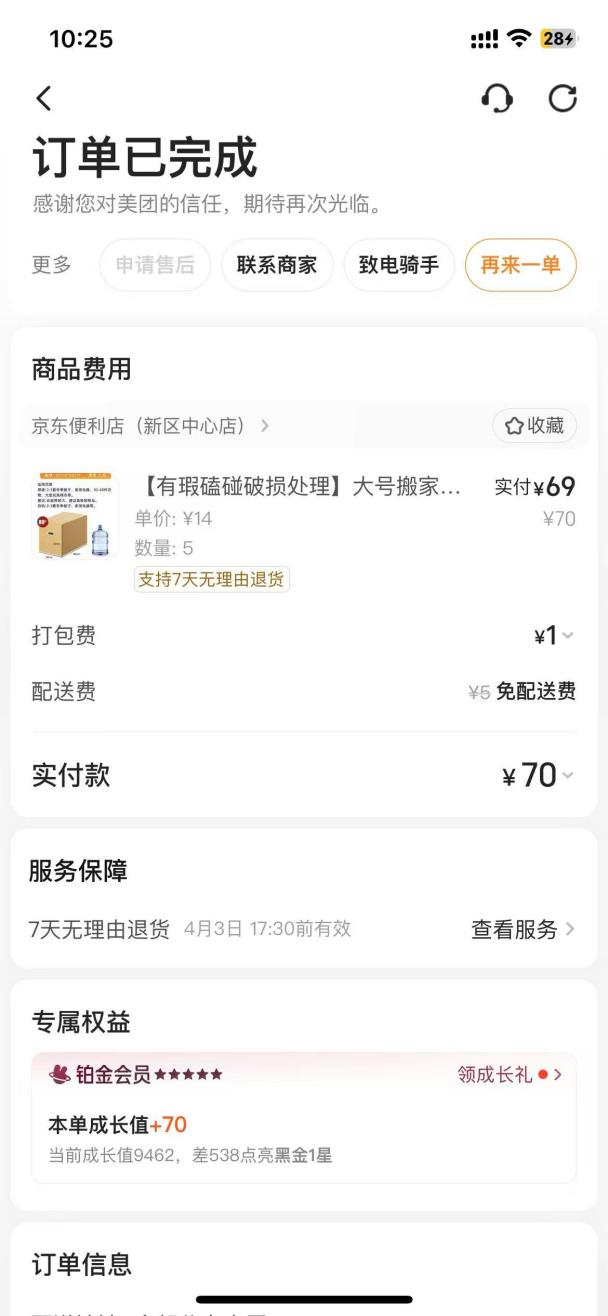 10:25
28
订单已完成
感谢您对美团的信任，期待再次光临。
更多 申请售后 联系商家 致电骑手 再来一单
商品费用
京东便利店（新区中心店） 收藏
【有瑕磕碰破损处理】大号搬家... 实付¥69
单价: ¥14 ¥70
数量: 5
支持7天无理由退货
打包费 ¥1
配送费 ¥5 免配送费
实付款 ¥70
服务保障
7天无理由退货 4月3日 17:30前有效 查看服务
专属权益
铂金会员★★★★★ 领成长礼
本单成长值+70
当前成长值9462，差538点亮黑金1星
订单信息